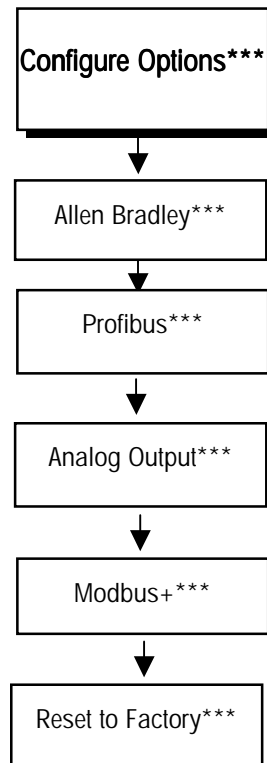 Configure Options***
Allen Bradley***
Profibus***
Analog Output***
Modbus+***
Reset to Factory***